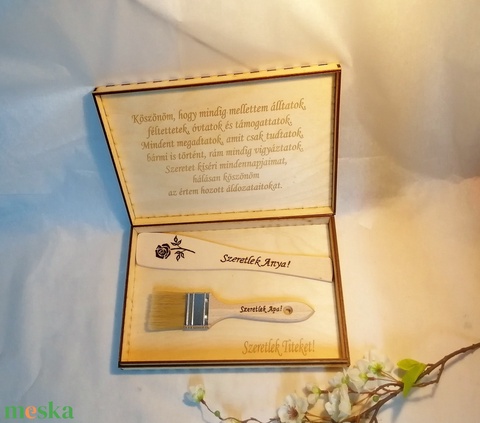 Köszönöm, hogy mindig mellettem álltatok,
féltettetek, óvtatok és támogattatok.
Mindent megadtatok, amit csak tudtatok,
bármi is történt, rám mindig vigyáztatok.
Szeretet kíséri mindennapjaimat,
hálásan köszönöm
az értem hozott áldozataitokat.
Szeretlek Anya!
Szeretlek Apa!
Szeretlek Titeket!
meska